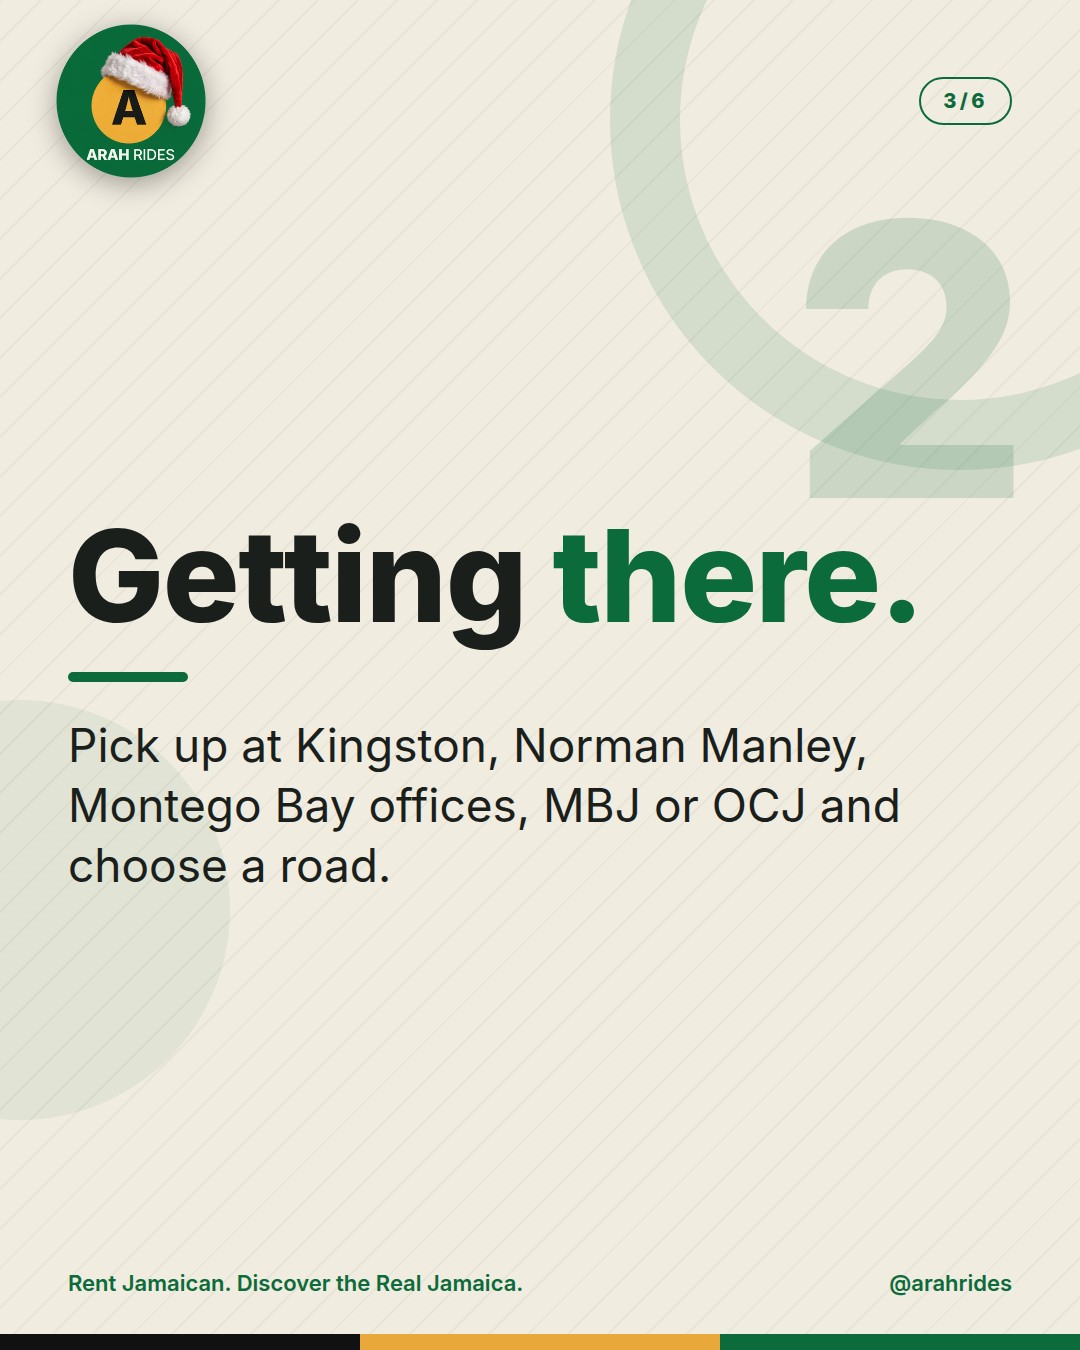 A
ARAH RIDES
3/6
2
Getting there.
Pick up at Kingston, Norman Manley,
Montego Bay offices, MBJ or OCJ and
choose a road.
Rent Jamaican. Discover the Real Jamaica.
@arahrides